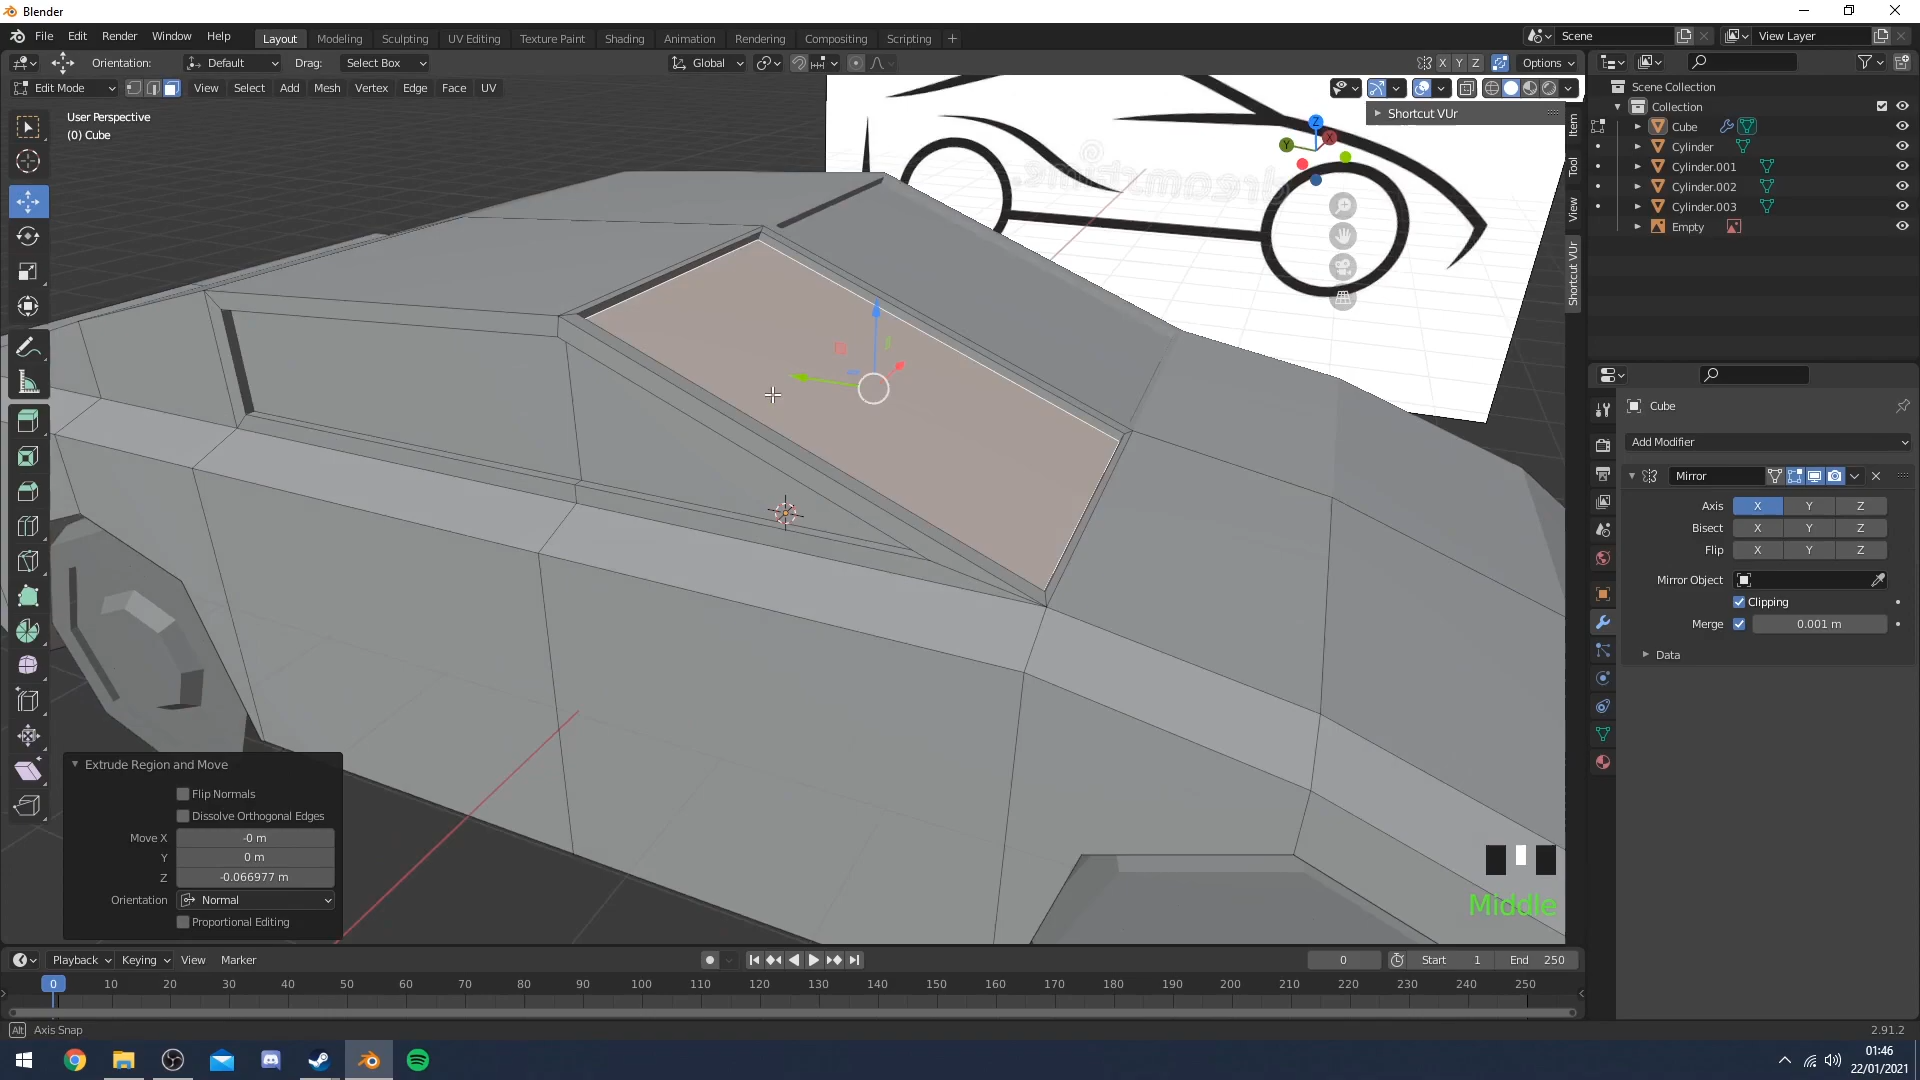 Blender
File Edit Render Window Help
Layout Modeling Sculpting UV Editing Texture Paint Shading Animation Rendering Compositing Scripting
Scene
View Layer
Orientation: Default Drag: Select Box
Global
X Y Z Options
Edit Mode View Select Add Mesh Vertex Edge Face UV
User Perspective
(0) Cube
Shortcut VUr
Item
Tool
View
Shortcut VUr
Z
X
Y
Scene Collection
Collection
Cube
Cylinder
Cylinder.001
Cylinder.002
Cylinder.003
Empty
Cube
Add Modifier
Mirror
Axis X Y Z
Bisect X Y Z
Flip X Y Z
Mirror Object
Clipping
Merge 0.001 m
Data
Extrude Region and Move
Flip Normals
Dissolve Orthogonal Edges
Move X -0 m
Y 0 m
Z -0.066977 m
Orientation Normal
Proportional Editing
Middle
Playback Keying View Marker
0 Start 1 End 250
0 10 20 30 40 50 60 70 80 90 100 110 120 130 140 150 160 170 180 190 200 210 220 230 240 250
Alt Axis Snap
2.91.2
01:46
22/01/2021